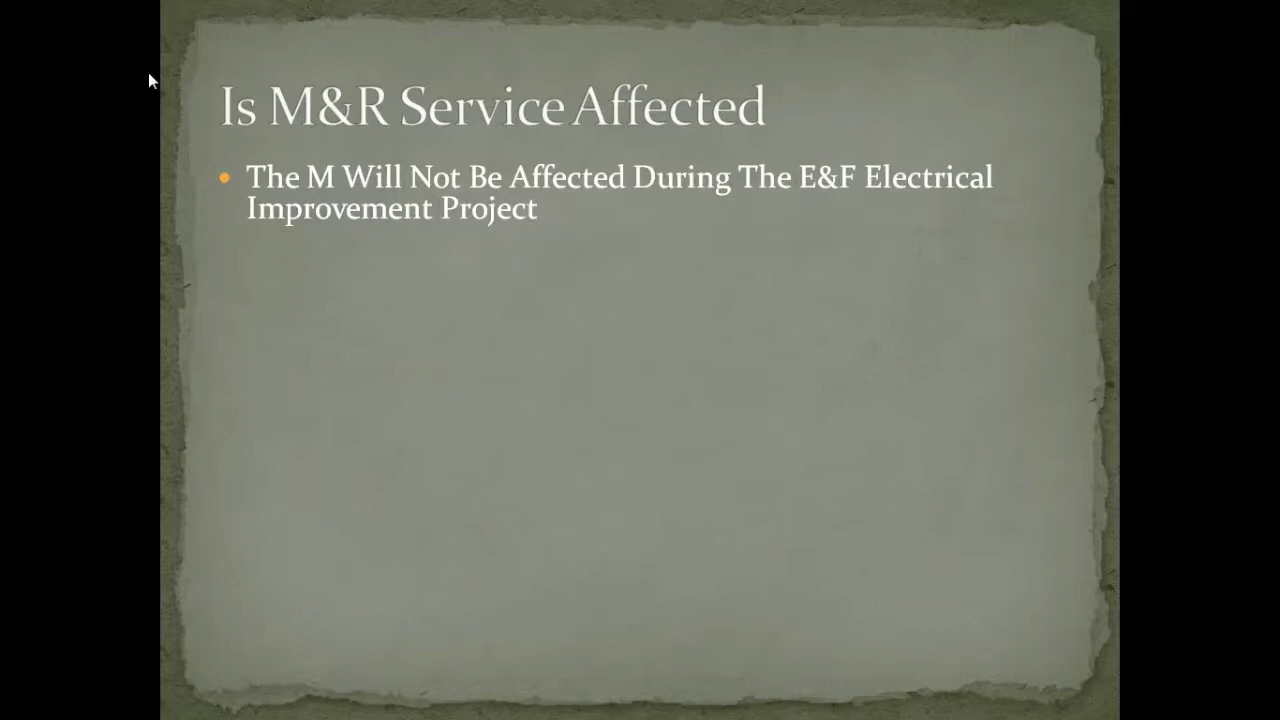 Is M&R Service Affected
The M Will Not Be Affected During The E&F Electrical
Improvement Project